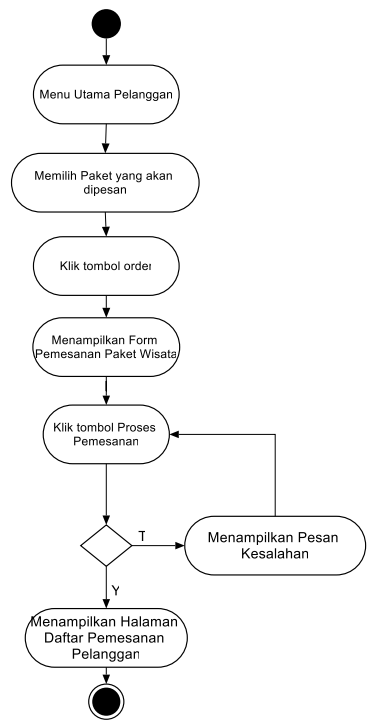 Menu Utama Pelanggan
Memilih Paket yang akan
dipesan
Klik tombol order
Menampilkan Form
Pemesanan Paket Wisata
Klik tombol Proses
Pemesanan
T
Menampilkan Pesan
Kesalahan
Y
Menampilkan Halaman
Daftar Pemesanan
Pelanggan